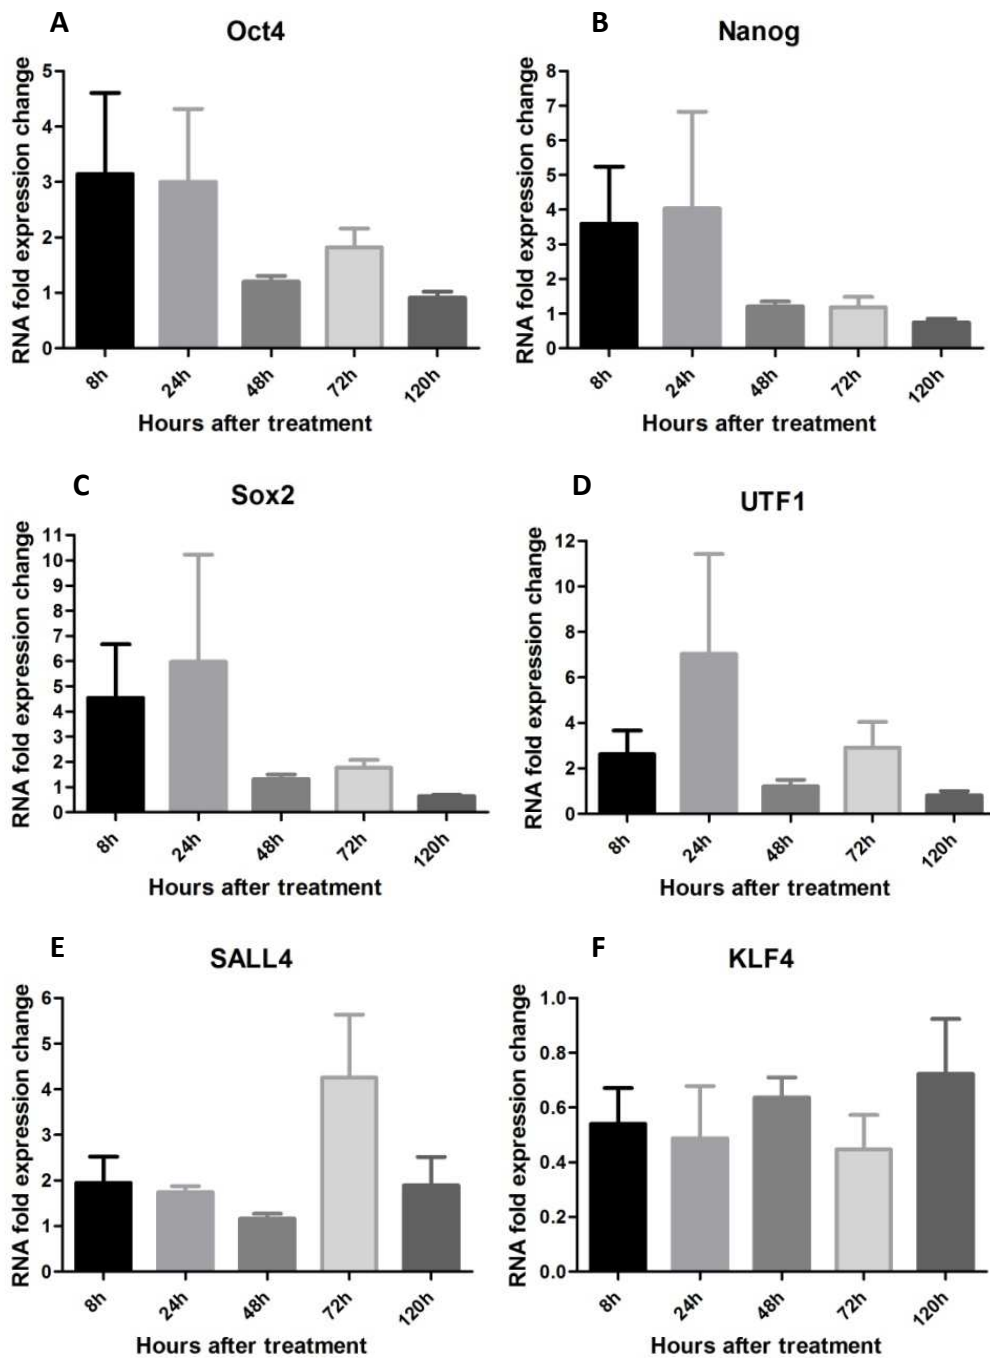 A
Oct4
RNA fold expression change
5
4
3
2
1
0
8h
24h
48h
72h
120h
Hours after treatment
B
Nanog
RNA fold expression change
8
7
6
5
4
3
2
1
0
8h
24h
48h
72h
120h
Hours after treatment
C
Sox2
RNA fold expression change
11
10
9
8
7
6
5
4
3
2
1
0
8h
24h
48h
72h
120h
Hours after treatment
D
UTF1
RNA fold expression change
12
10
8
6
4
2
0
8h
24h
48h
72h
120h
Hours after treatment
E
SALL4
RNA fold expression change
6
5
4
3
2
1
0
8h
24h
48h
72h
120h
Hours after treatment
F
KLF4
RNA fold expression change
1.0
0.8
0.6
0.4
0.2
0.0
8h
24h
48h
72h
120h
Hours after treatment